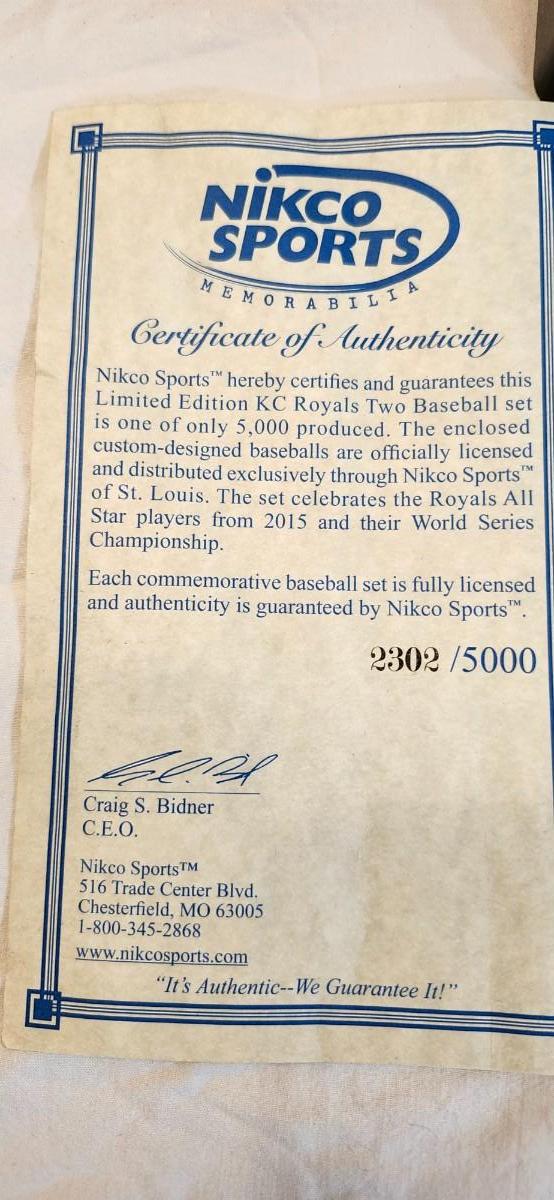 NiKCO
SPORTS
MEMORABILIA
Certificate of Authenticity
Nikco Sports™ hereby certifies and guarantees this
Limited Edition KC Royals Two Baseball set
is one of only 5,000 produced. The enclosed
custom-designed baseballs are officially licensed
and distributed exclusively through Nikco Sports™
of St. Louis. The set celebrates the Royals All
Star players from 2015 and their World Series
Championship.
Each commemorative baseball set is fully licensed
and authenticity is guaranteed by Nikco Sports™.
2302 /5000
Craig S. Bidner
C.E.O.
Nikco Sports™
516 Trade Center Blvd.
Chesterfield, MO 63005
1-800-345-2868
www.nikcosports.com
“It's Authentic--We Guarantee It!”